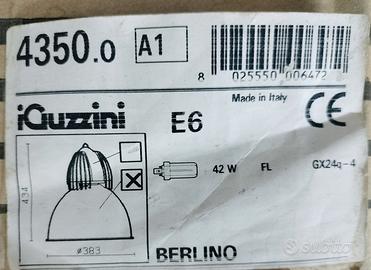 4350.0 A1
8 025550 006472
Made in Italy
iGuzzini E6 CE
42 W FL GX24q-4
434
ø383
BERLINO
subito